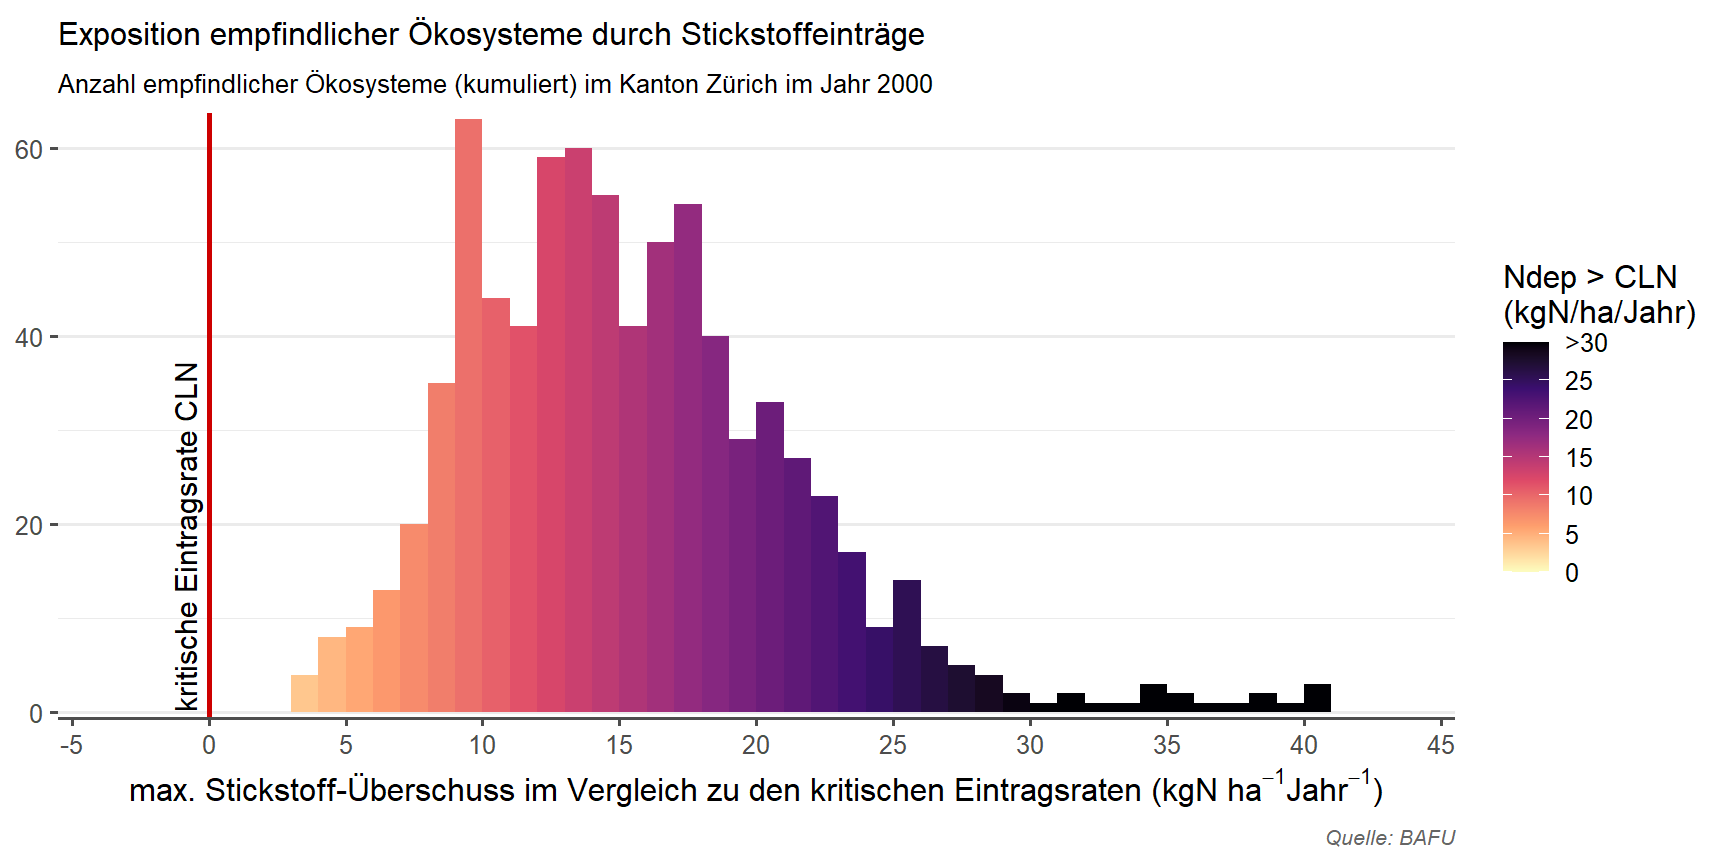 Exposition empfindlicher Ökosysteme durch Stickstoffeinträge
Anzahl empfindlicher Ökosysteme (kumuliert) im Kanton Zürich im Jahr 2000
60
40
20
0
kritische Eintragsrate CLN
-5 0 5 10 15 20 25 30 35 40 45
max. Stickstoff-Überschuss im Vergleich zu den kritischen Eintragsraten (kgN ha⁻¹Jahr⁻¹)
Ndep > CLN
(kgN/ha/Jahr)
>30
25
20
15
10
5
0
Quelle: BAFU